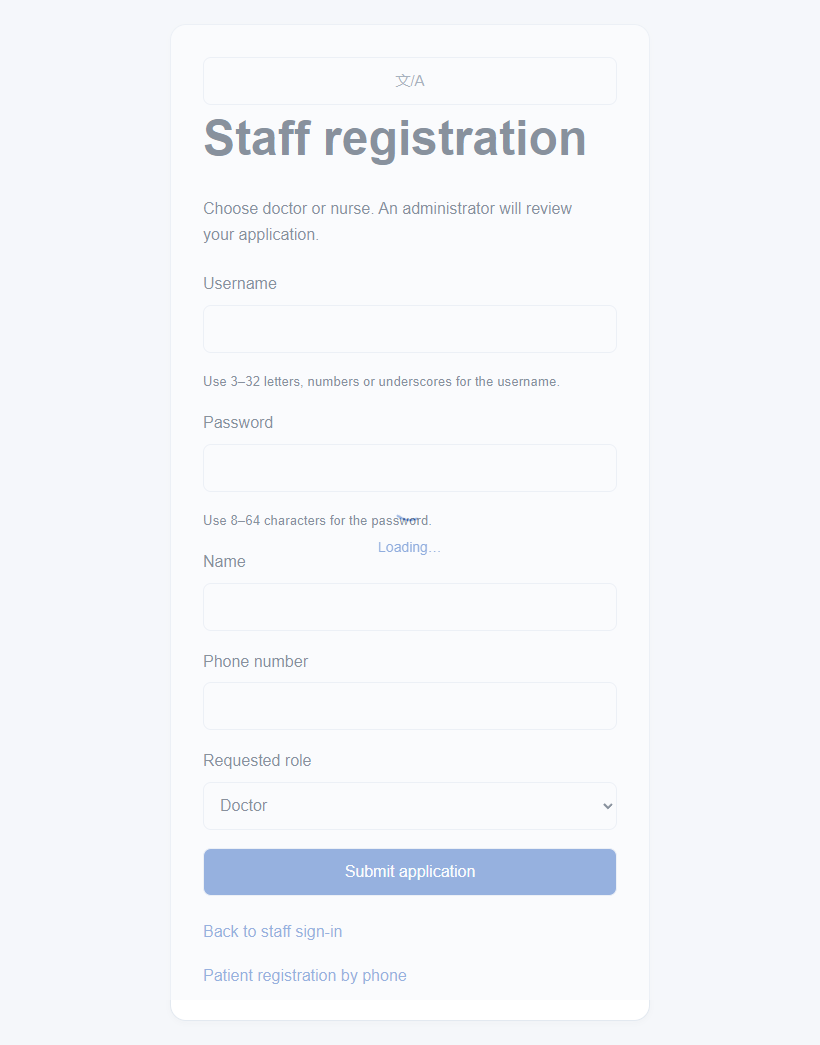 文/A
Staff registration
Choose doctor or nurse. An administrator will review
your application.
Username
Use 3–32 letters, numbers or underscores for the username.
Password
Use 8–64 characters for the password.
Loading…
Name
Phone number
Requested role
Doctor
Submit application
Back to staff sign-in
Patient registration by phone